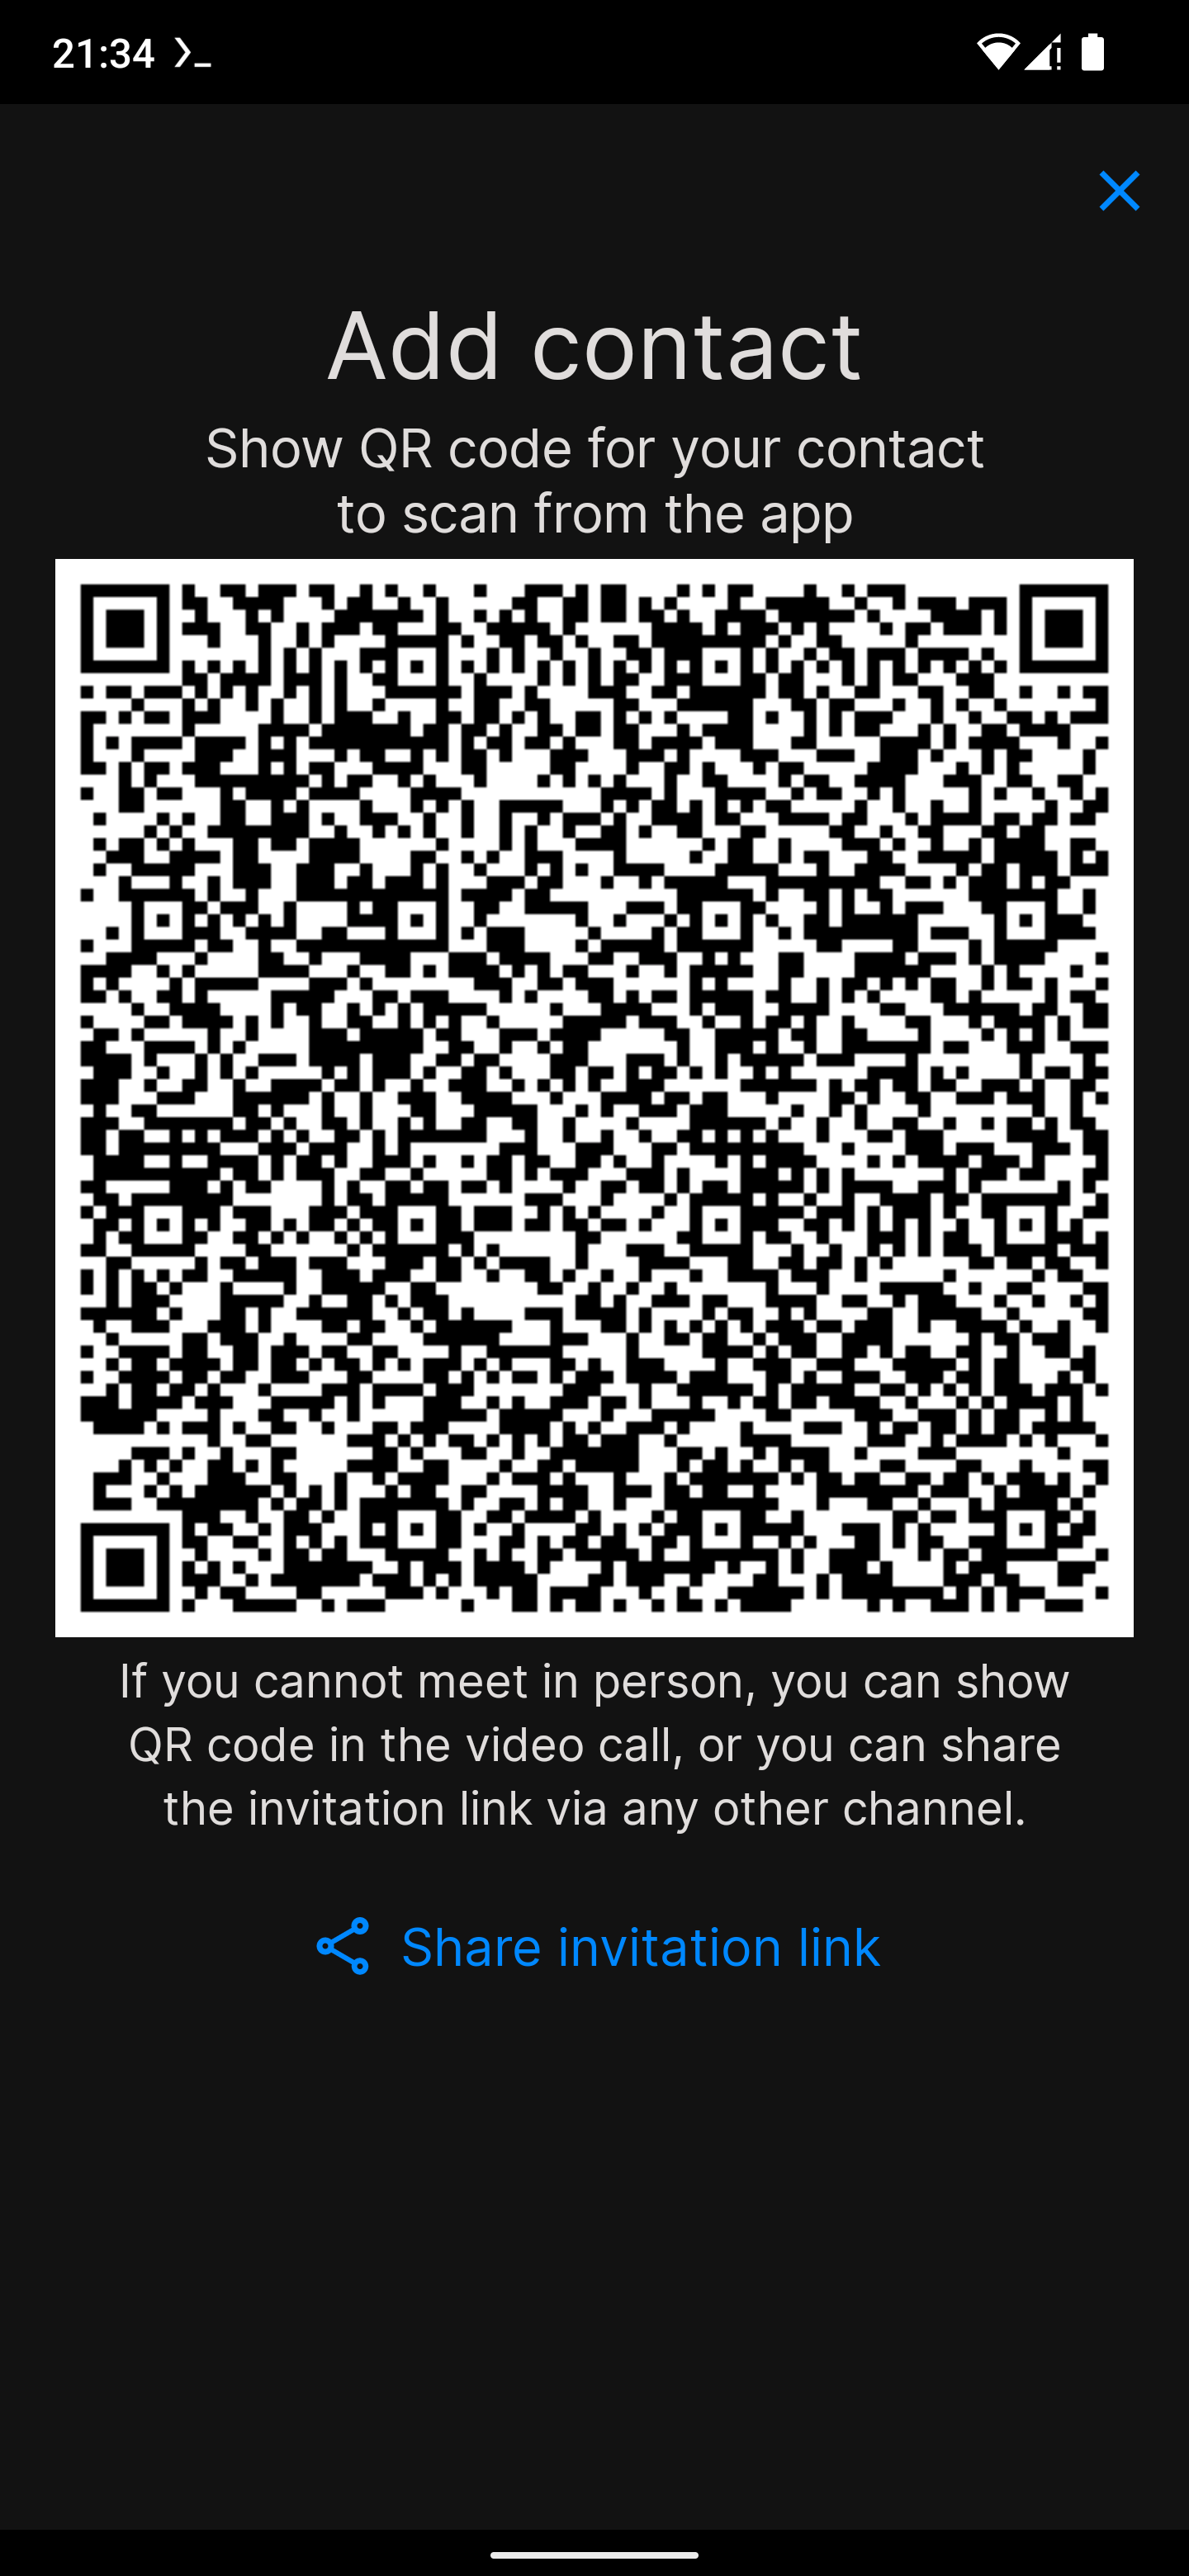 21:34
Add contact
Show QR code for your contact
to scan from the app
If you cannot meet in person, you can show
QR code in the video call, or you can share
the invitation link via any other channel.
Share invitation link